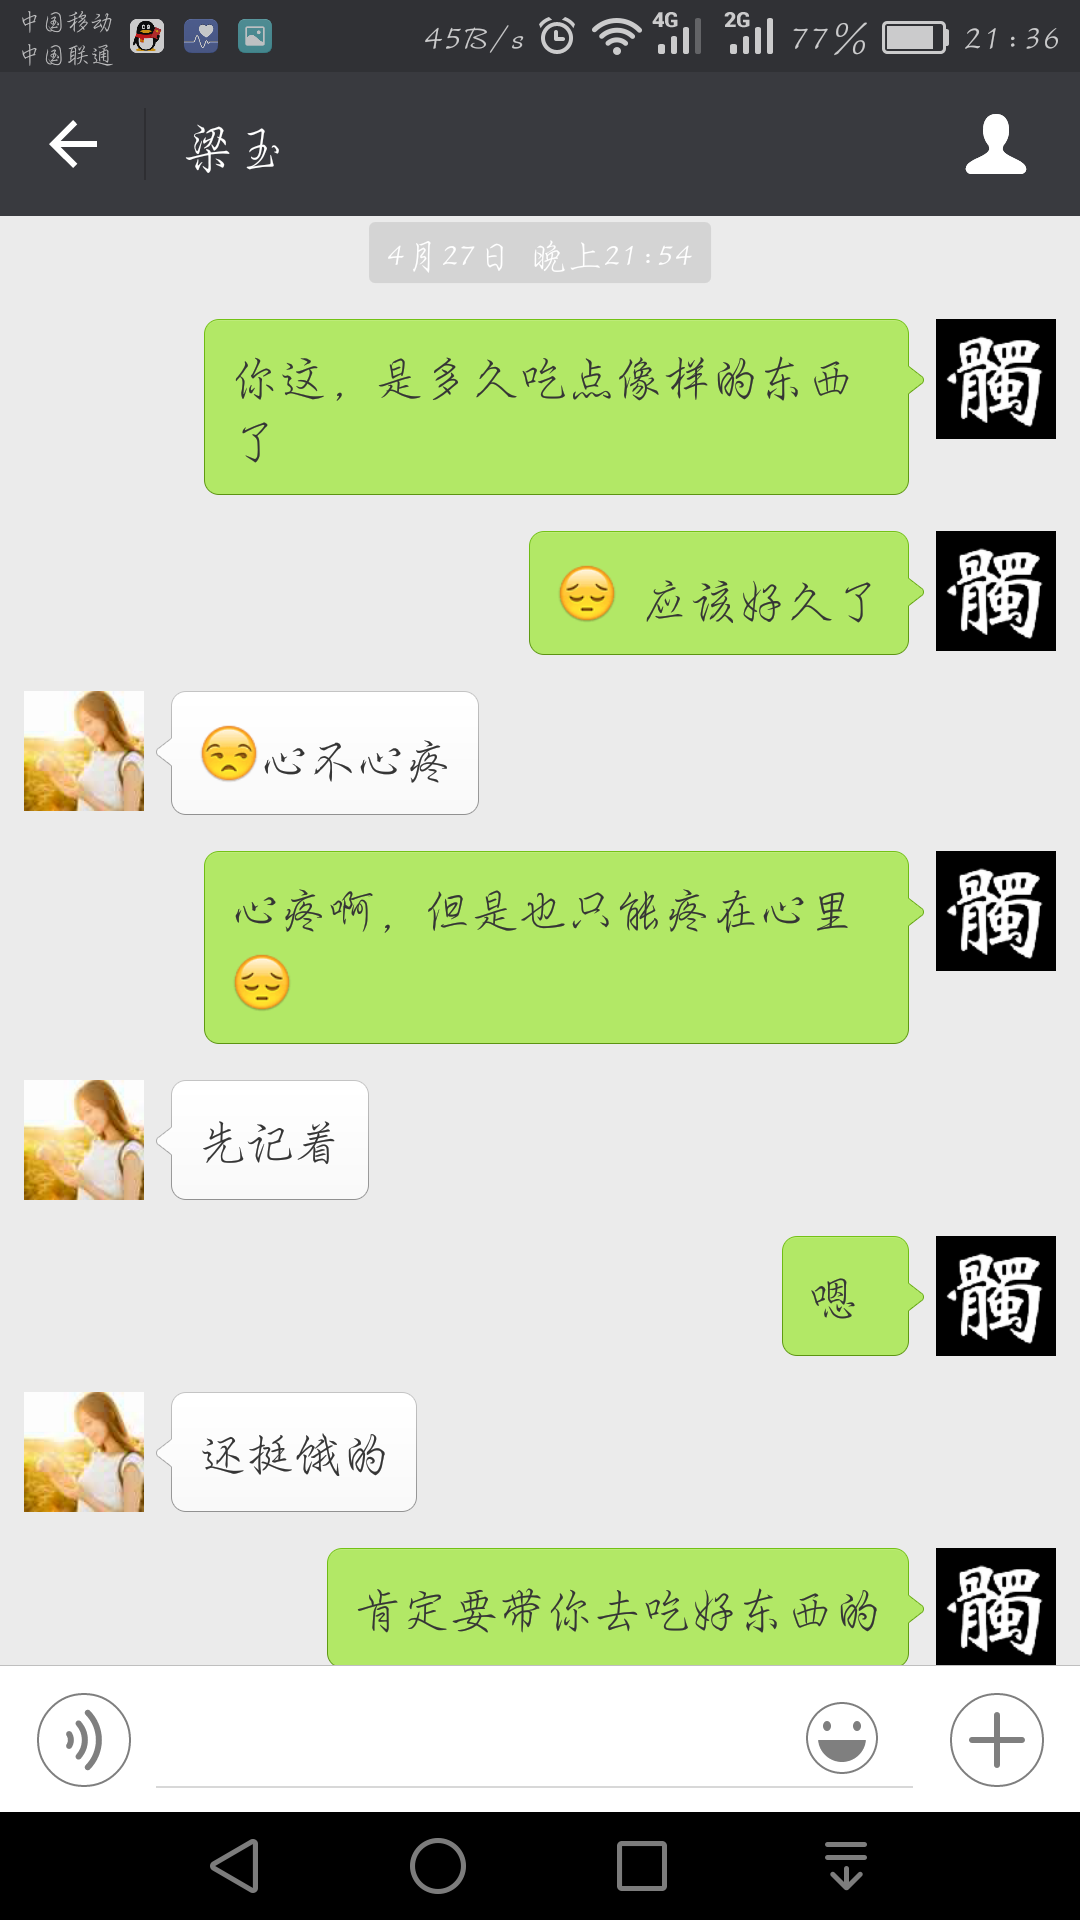 中国移动
中国联通
45B/s
4G
2G
77%
21:36
梁玉
4月27日 晚上21:54
你这，是多久吃点像样的东西
了
髑
😔 应该好久了
髑
😒心不心疼
心疼啊，但是也只能疼在心里
😔
髑
先记着
嗯
髑
还挺饿的
肯定要带你去吃好东西的
髑